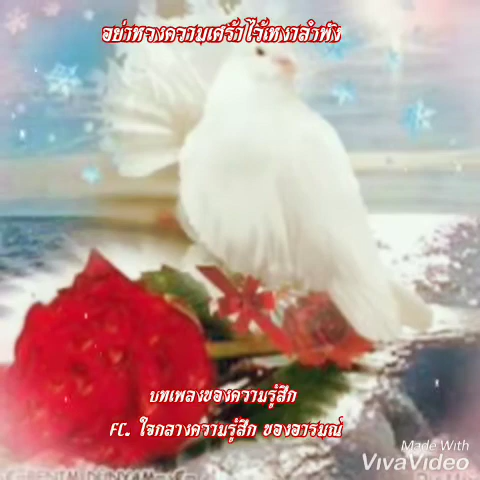 อย่าหวงความเศร้าไว้เหงาลำพัง
บทเพลงของความรู้สึก
FC. ใจกลางความรู้สึก ของอารมณ์
Made With
VivaVideo